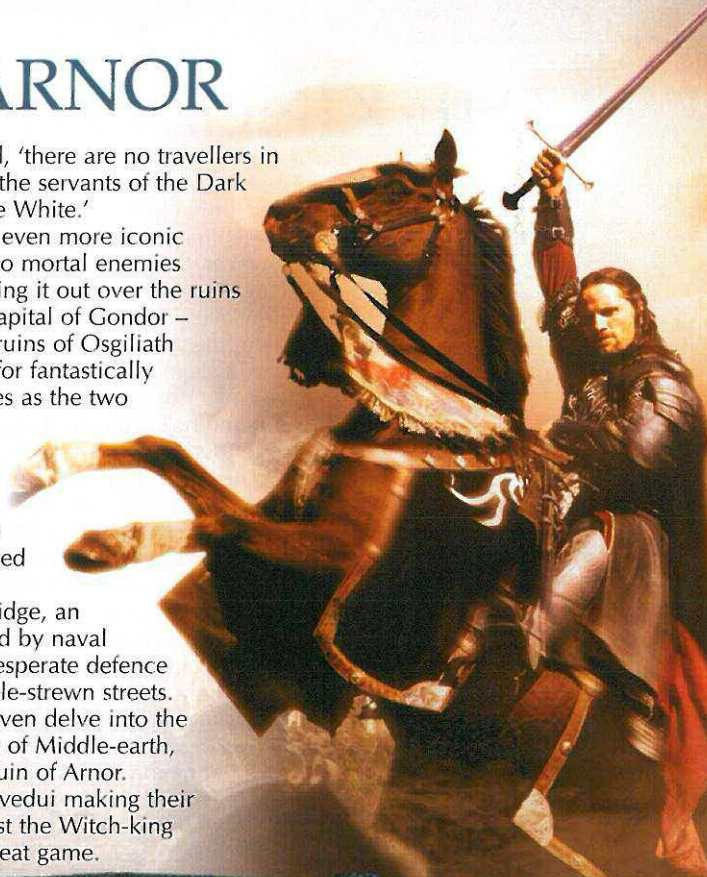 ARNOR
l, ‘there are no travellers in
the servants of the Dark
e White.’
even more iconic
o mortal enemies
ing it out over the ruins
apital of Gondor –
ruins of Osgiliath
for fantastically
es as the two
ed
idge, an
d by naval
esperate defence
le-strewn streets.
ven delve into the
of Middle-earth,
uin of Arnor.
vedui making their
st the Witch-king
eat game.